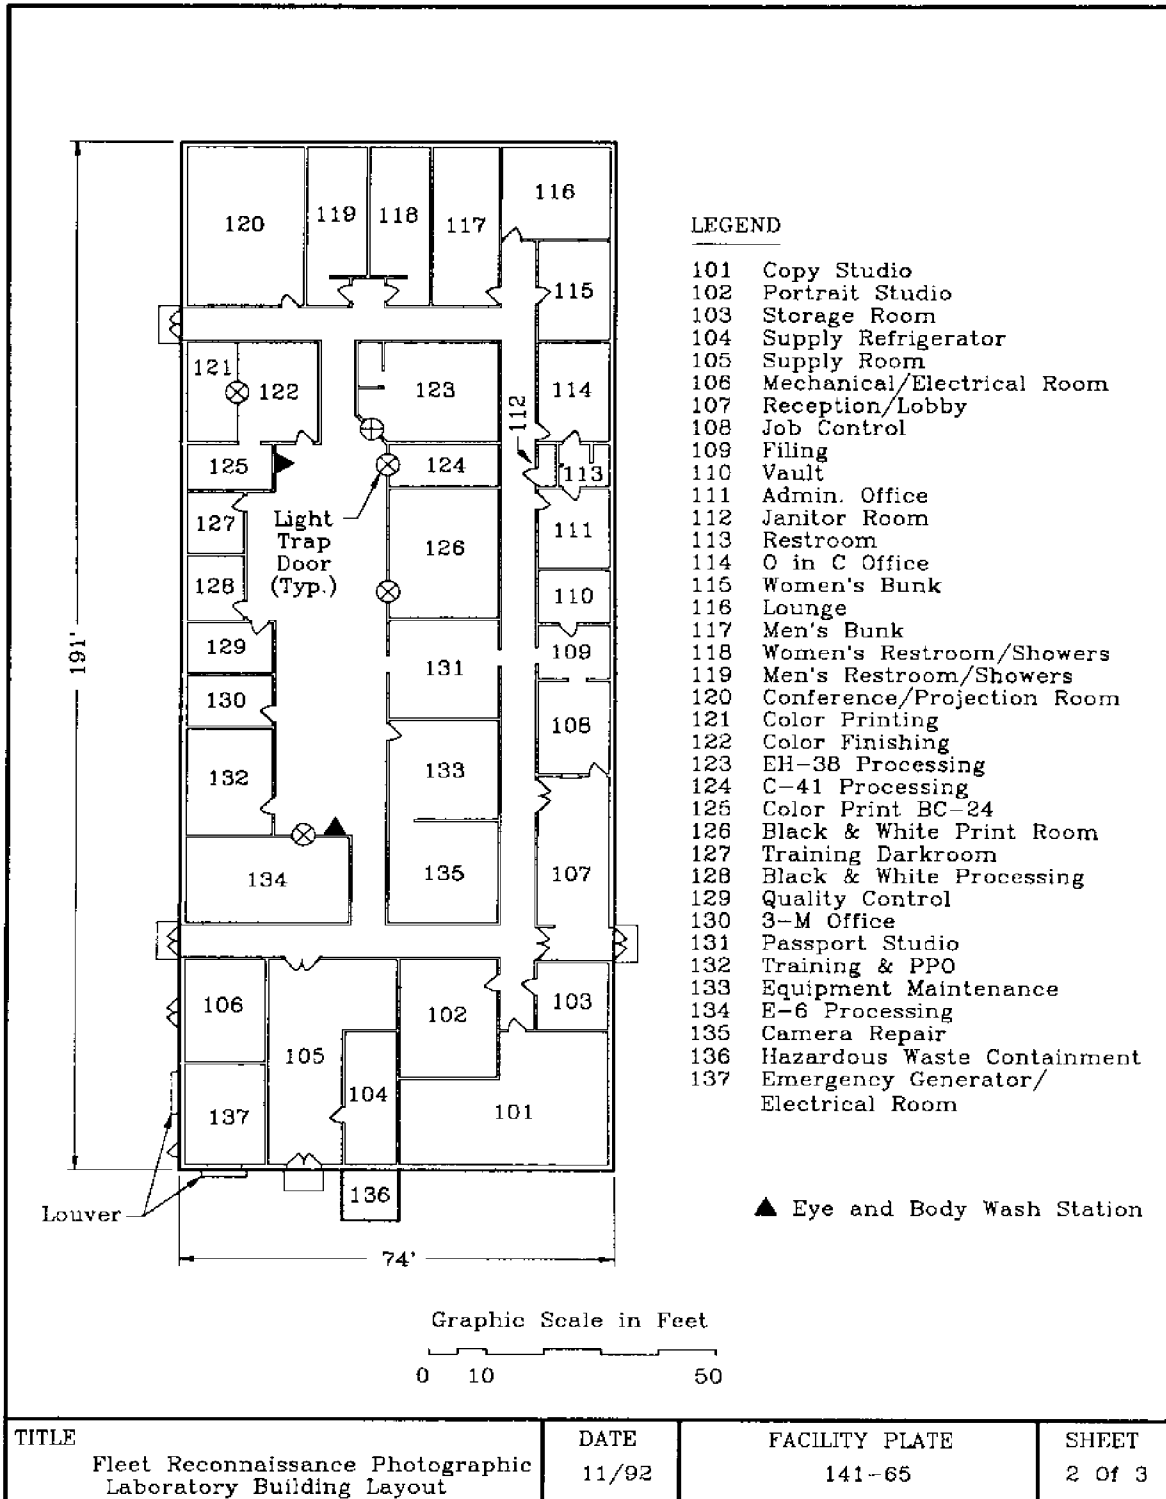 116
120
119
118
117
115
121
122
123
114
112
125
124
113
127
Light
Trap
Door
(Typ.)
126
111
128
110
129
109
131
130
108
133
132
134
135
107
106
103
102
105
104
101
137
136
191'
74'
Louver
LEGEND
101 Copy Studio
102 Portrait Studio
103 Storage Room
104 Supply Refrigerator
105 Supply Room
106 Mechanical/Electrical Room
107 Reception/Lobby
108 Job Control
109 Filing
110 Vault
111 Admin. Office
112 Janitor Room
113 Restroom
114 O in C Office
115 Women's Bunk
116 Lounge
117 Men's Bunk
118 Women's Restroom/Showers
119 Men's Restroom/Showers
120 Conference/Projection Room
121 Color Printing
122 Color Finishing
123 EH-38 Processing
124 C-41 Processing
125 Color Print BC-24
126 Black & White Print Room
127 Training Darkroom
128 Black & White Processing
129 Quality Control
130 3-M Office
131 Passport Studio
132 Training & PPO
133 Equipment Maintenance
134 E-6 Processing
135 Camera Repair
136 Hazardous Waste Containment
137 Emergency Generator/
Electrical Room
Eye and Body Wash Station
Graphic Scale in Feet
0 10 50
TITLE
Fleet Reconnaissance Photographic
Laboratory Building Layout
DATE
11/92
FACILITY PLATE
141-65
SHEET
2 Of 3